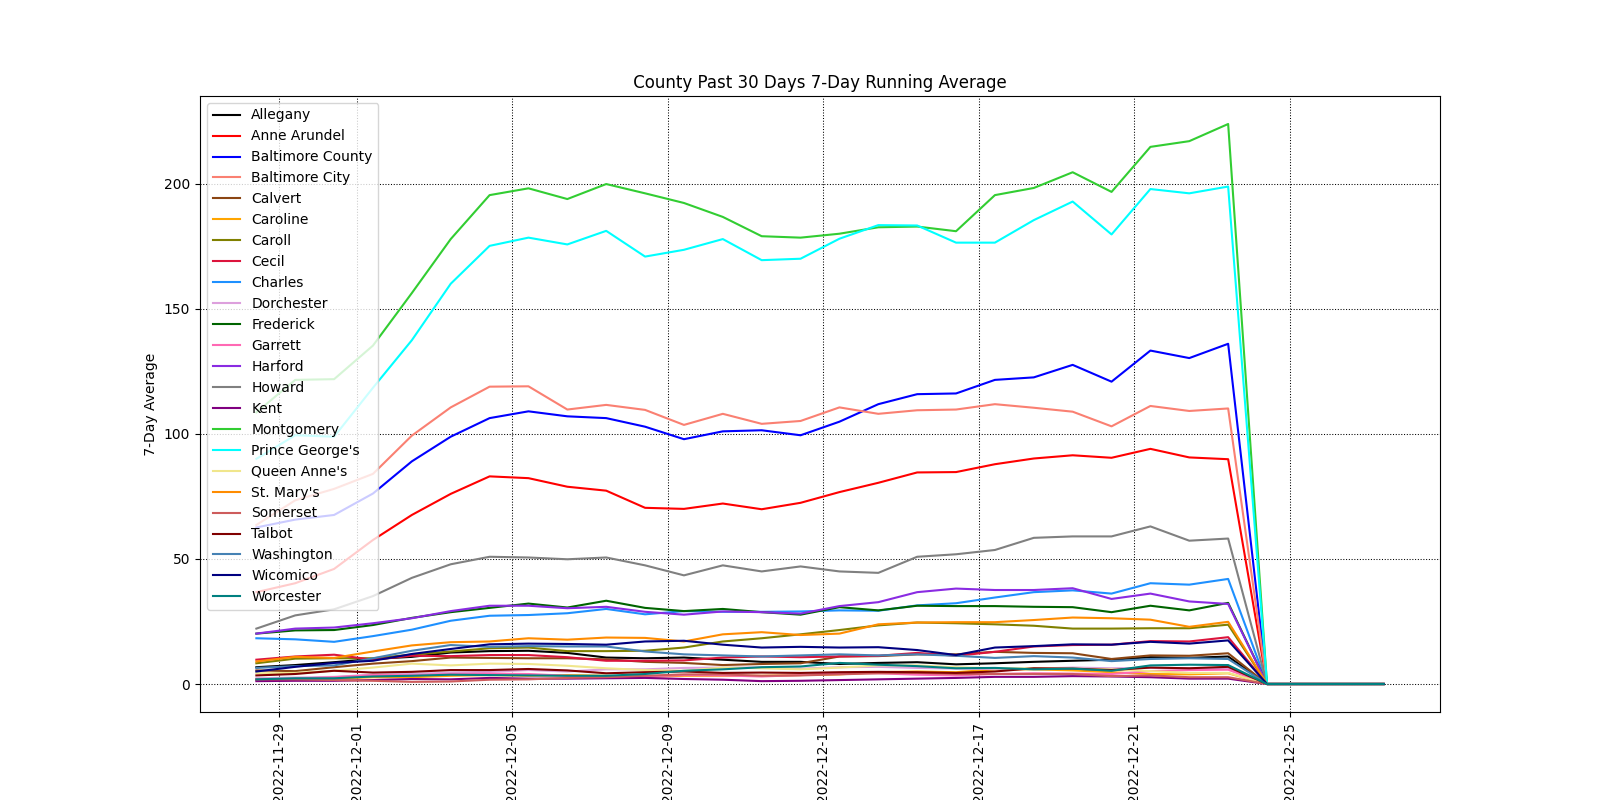 County Past 30 Days 7-Day Running Average
7-Day Average
200
150
100
50
0
Allegany
Anne Arundel
Baltimore County
Baltimore City
Calvert
Caroline
Caroll
Cecil
Charles
Dorchester
Frederick
Garrett
Harford
Howard
Kent
Montgomery
Prince George's
Queen Anne's
St. Mary's
Somerset
Talbot
Washington
Wicomico
Worcester
2022-11-29
2022-12-01
2022-12-05
2022-12-09
2022-12-13
2022-12-17
2022-12-21
2022-12-25